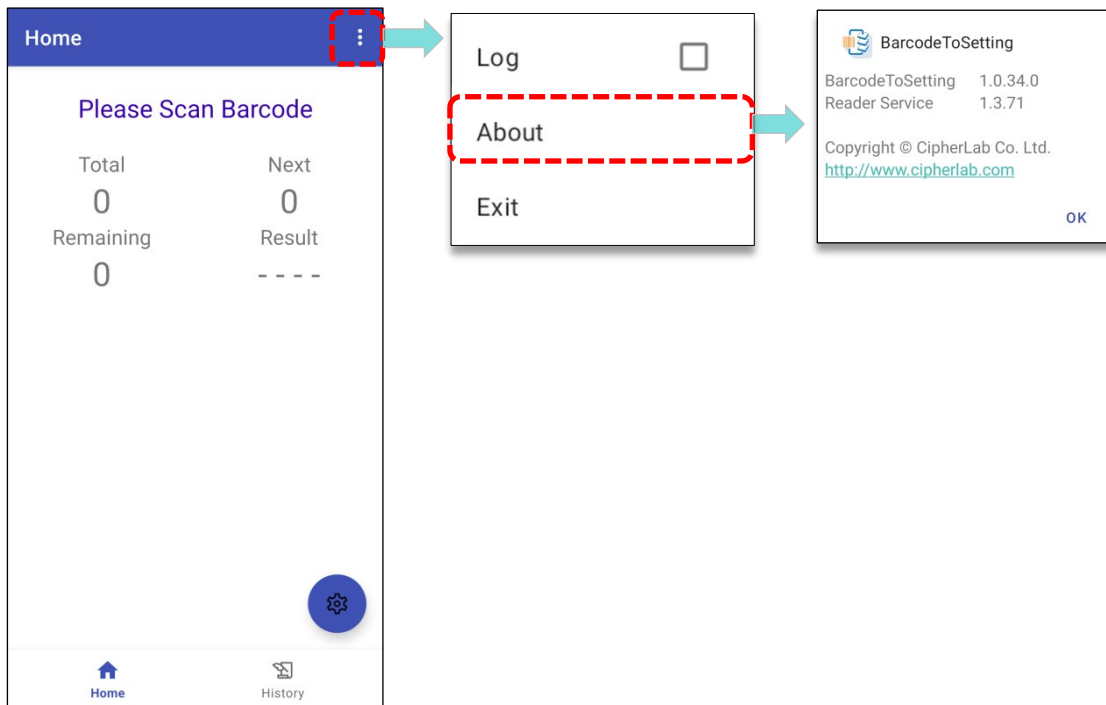 Home
Please Scan Barcode
Total Next
0 0
Remaining Result
0 - - - -
Home History
Log
About
Exit
BarcodeToSetting
BarcodeToSetting 1.0.34.0
Reader Service 1.3.71
Copyright © CipherLab Co. Ltd.
http://www.cipherlab.com
OK